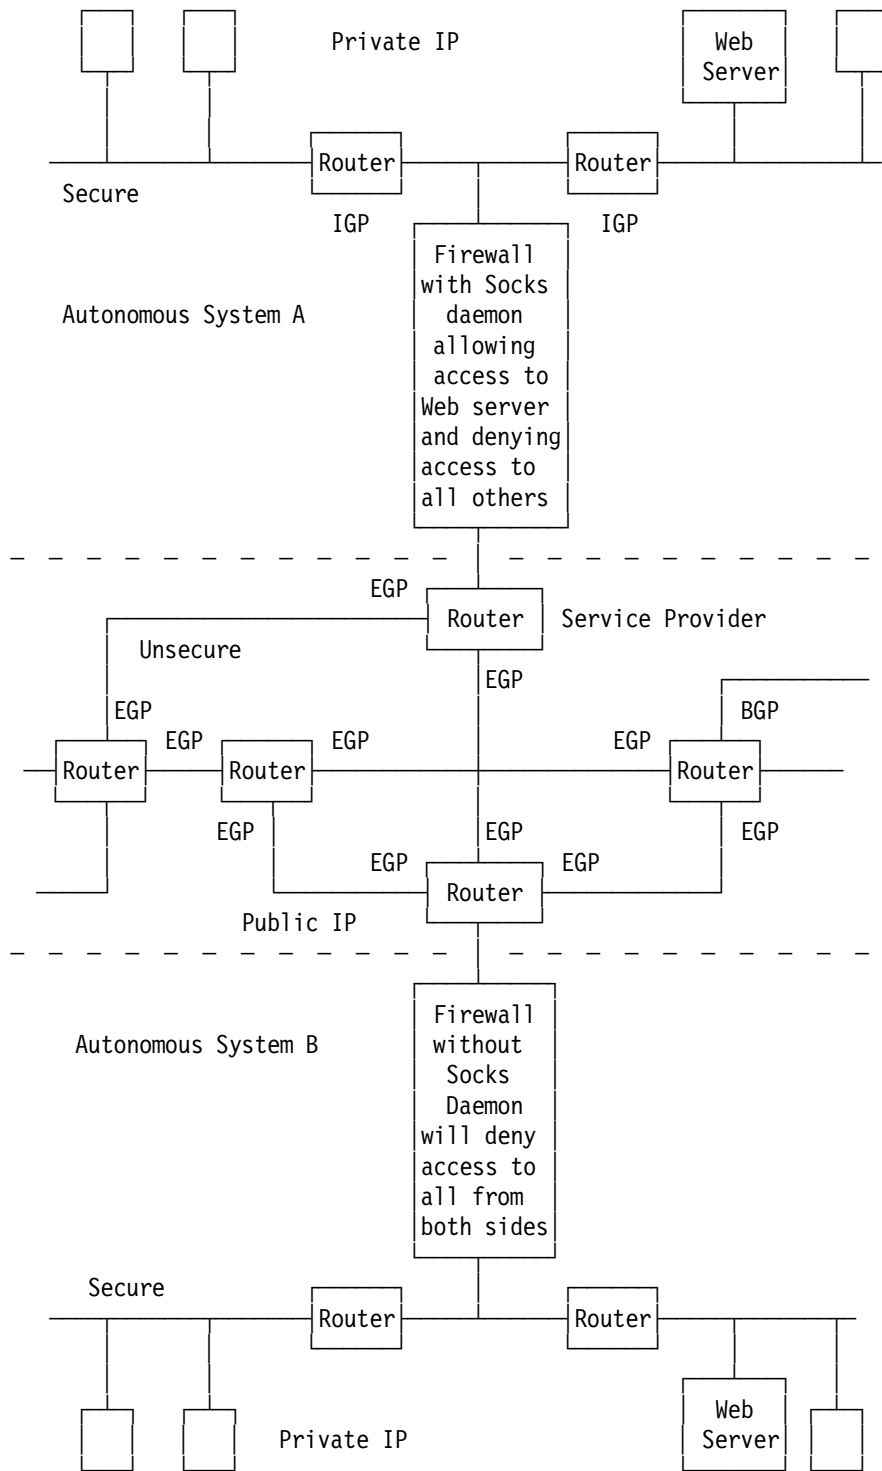 Private IP
Web
Server
Router
Router
Secure
IGP
IGP
Firewall
with Socks
daemon
allowing
access to
Web server
and denying
access to
all others
Autonomous System A
EGP
Router
Service Provider
Unsecure
EGP
EGP
BGP
EGP
EGP
EGP
Router
Router
Router
EGP
EGP
EGP
EGP
EGP
Router
Public IP
Autonomous System B
Firewall
without
Socks
Daemon
will deny
access to
all from
both sides
Secure
Router
Router
Web
Server
Private IP